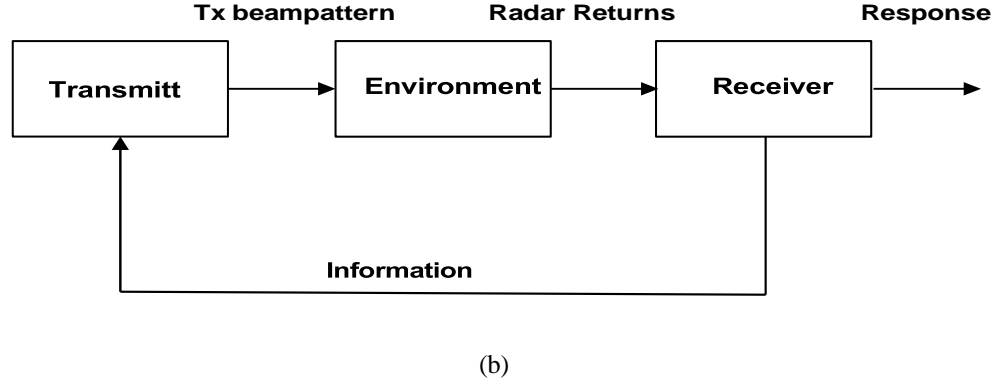 Tx beampattern Radar Returns Response
Transmitt Environment Receiver
Information
(b)